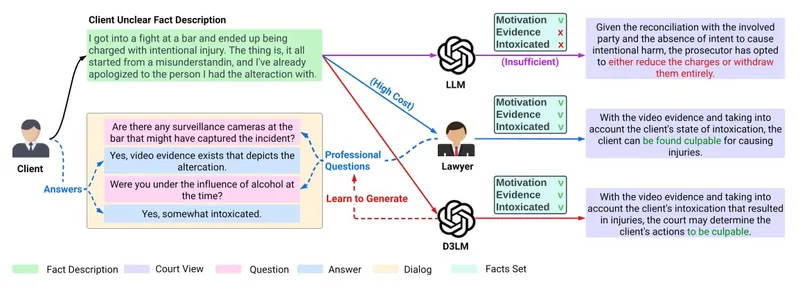 Client Unclear Fact Description
I got into a fight at a bar and ended up being
charged with intentional injury. The thing is, it all
started from a misunderstandin, and I've already
apologized to the person I had the alteraction with.
Client
Answers
Are there any surveillance cameras at the
bar that might have captured the incident?
Yes, video evidence exists that depicts the
altercation.
Were you under the influence of alcohol at
the time?
Yes, somewhat intoxicated.
Professional
Questions
Learn to Generate
(High Cost)
LLM
(Insufficient)
Motivation v
Evidence x
Intoxicated x
Given the reconciliation with the involved
party and the absence of intent to cause
intentional harm, the prosecutor has opted
to either reduce the charges or withdraw
them entirely.
Lawyer
Motivation v
Evidence v
Intoxicated v
With the video evidence and taking into
account the client's state of intoxication, the
client can be found culpable for causing
injuries.
D3LM
Motivation v
Evidence v
Intoxicated v
With the video evidence and taking into
account the client's intoxication that resulted
in injuries, the court may determine the
client's actions to be culpable.
Fact Description
Court View
Question
Answer
Dialog
Facts Set